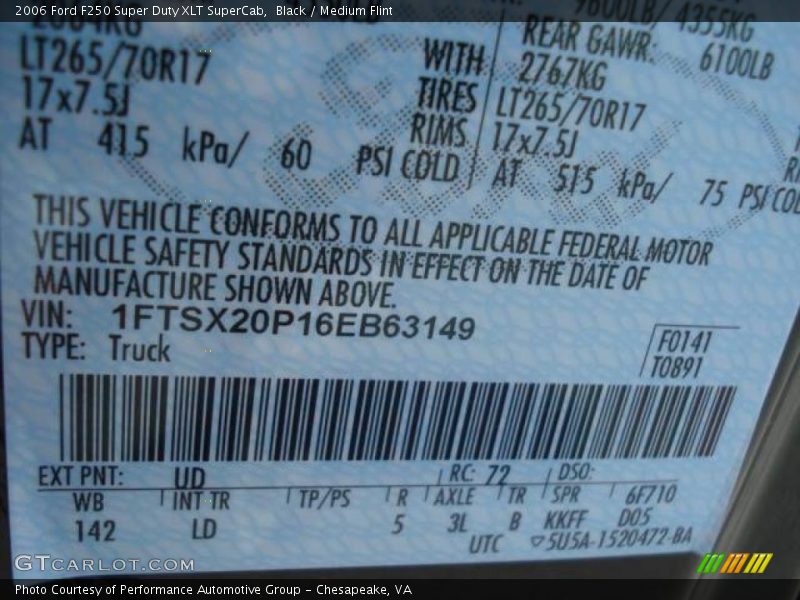 2006 Ford F250 Super Duty XLT SuperCab, Black / Medium Flint
9600LB/ 4355KG
REAR GAWR: 6100LB
LT265/70R17 WITH 2767KG
17x7.5J TIRES LT265/70R17
RIMS 17x7.5J
AT 415 kPa/ 60 PSI COLD AT 515 kPa/ 75 PSI COL
THIS VEHICLE CONFORMS TO ALL APPLICABLE FEDERAL MOTOR
VEHICLE SAFETY STANDARDS IN EFFECT ON THE DATE OF
MANUFACTURE SHOWN ABOVE.
VIN: 1FTSX20P16EB63149
TYPE: Truck
F0141
T0891
EXT PNT: UD RC: 72 DSO:
WB INT TR TP/PS R AXLE TR SPR 6F710
142 LD 5 3L B KKFF D05
UTC ▽5U5A-1520472-BA
GTCarLot.com
Photo Courtesy of Performance Automotive Group - Chesapeake, VA